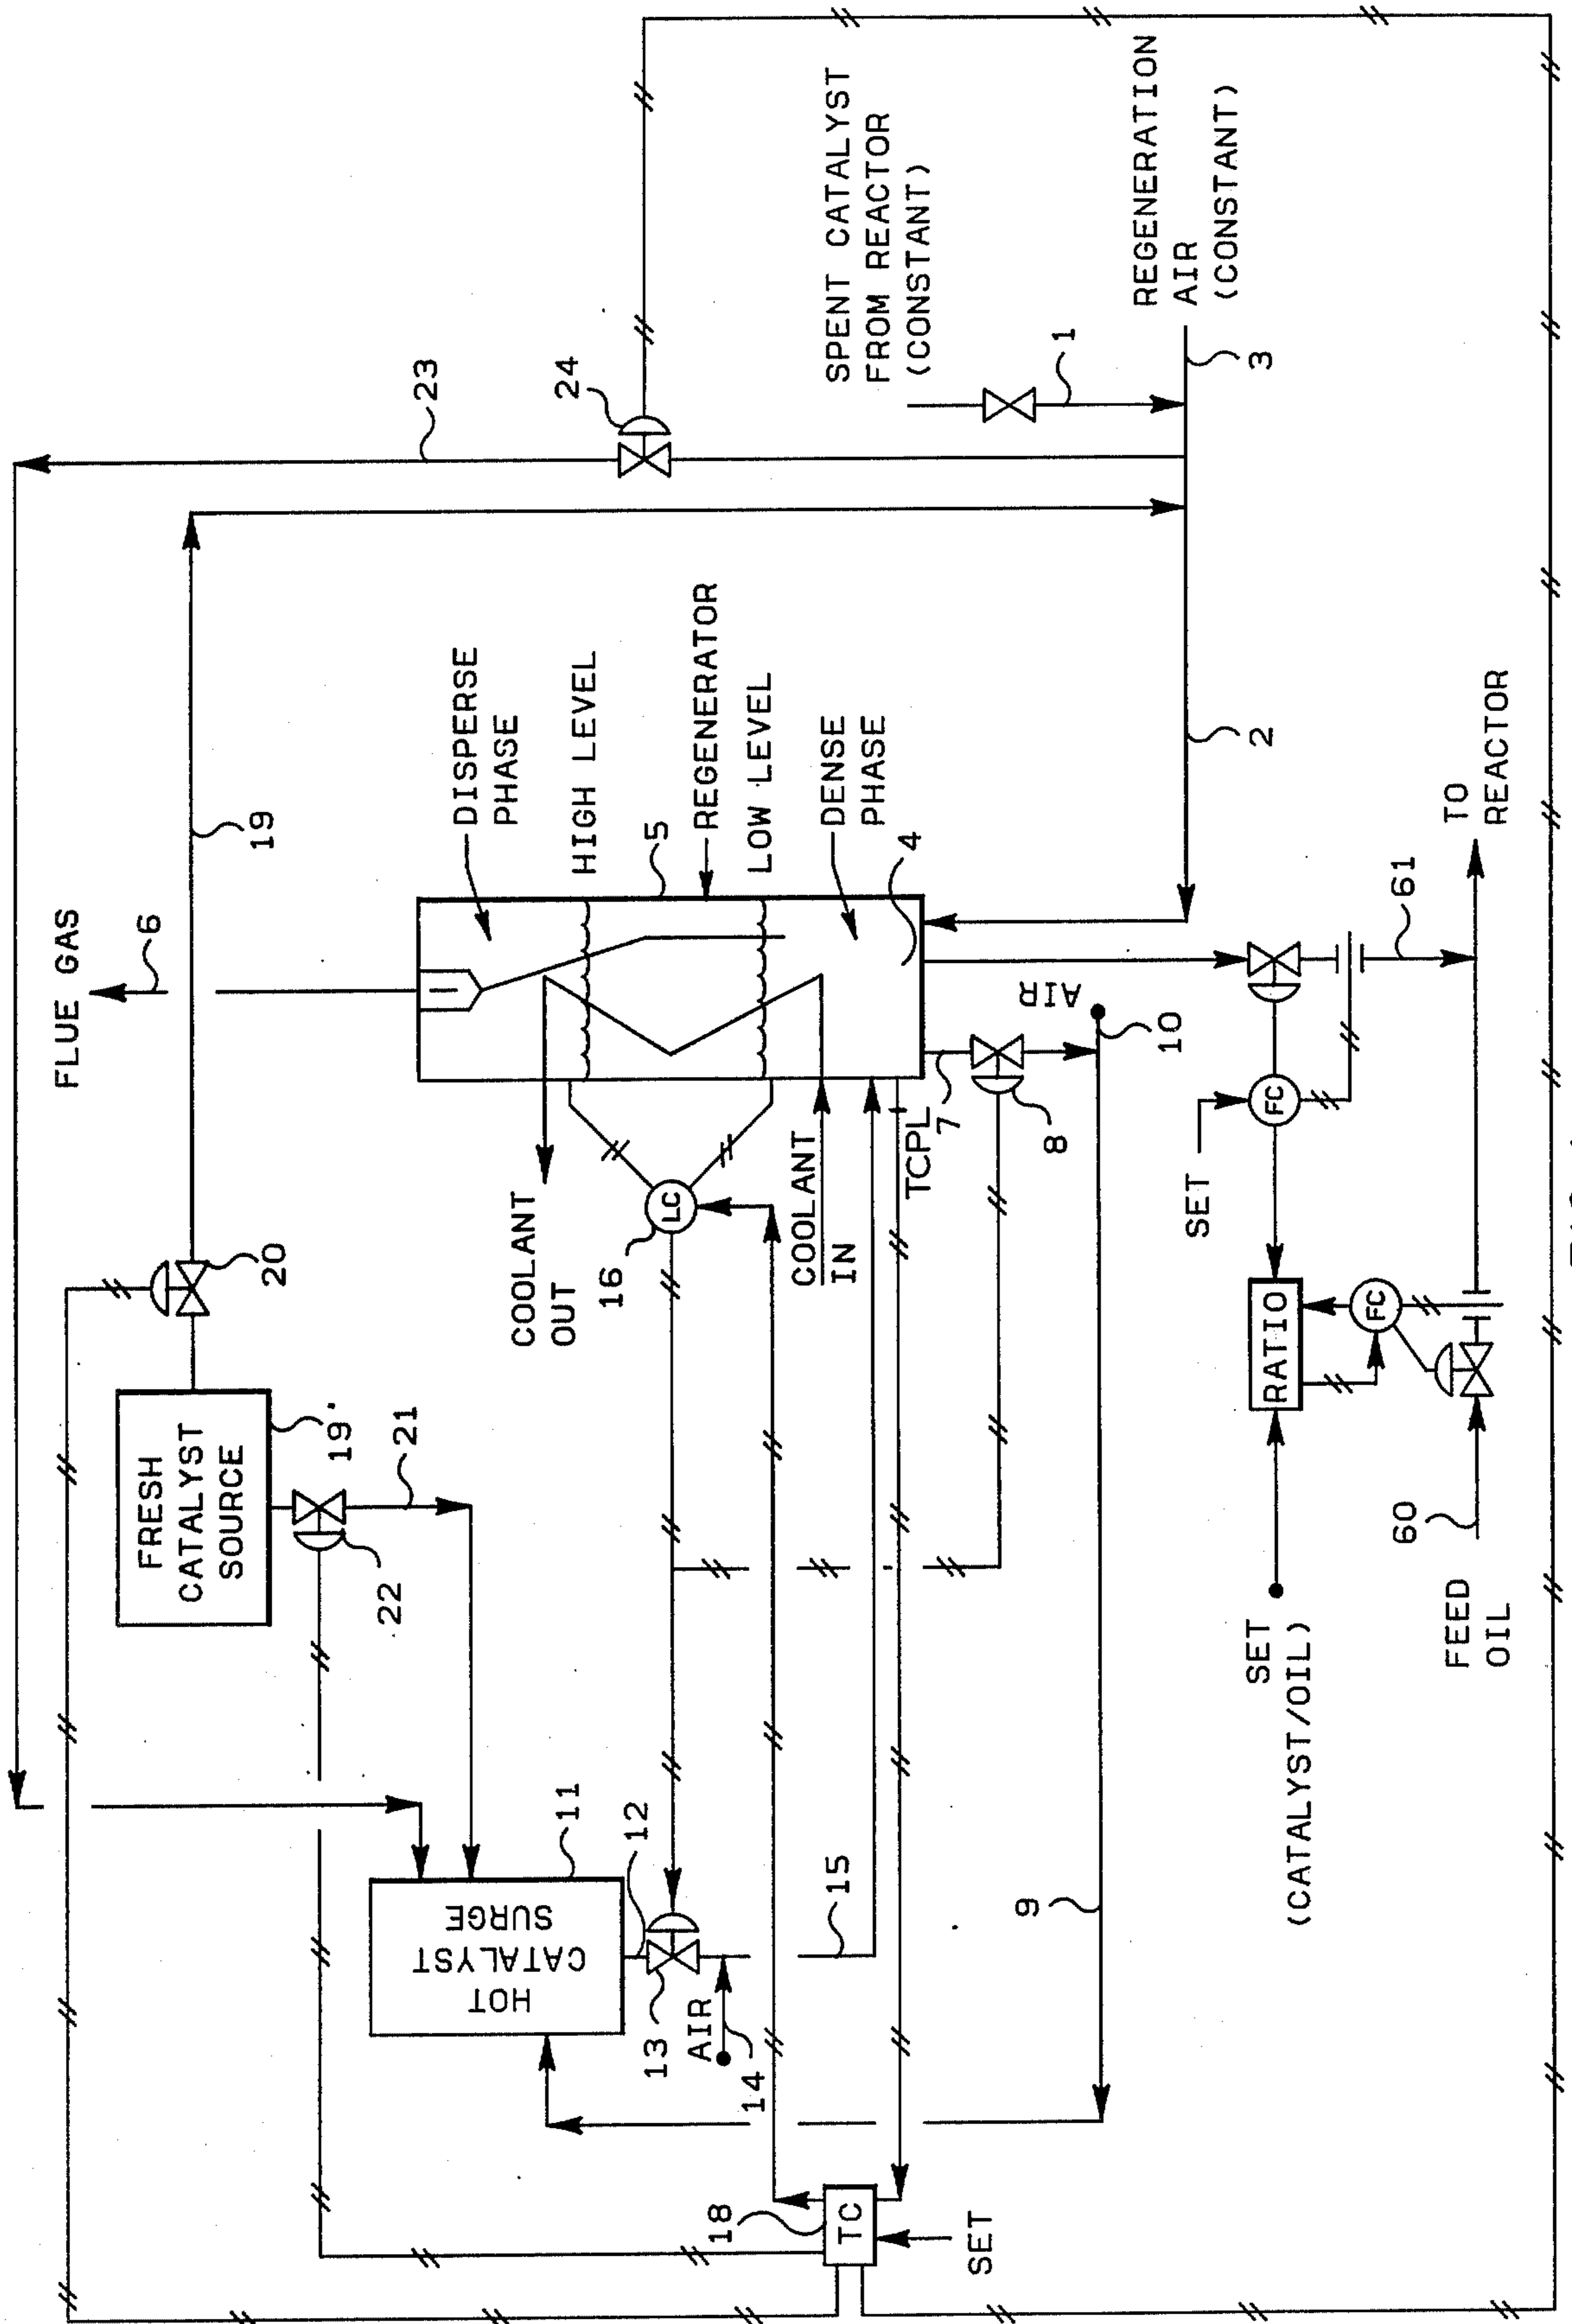 FLUE GAS
6
19
20
FRESH
CATALYST
SOURCE
19'
21
22
23
24
DISPERSE
PHASE
HIGH LEVEL
5
REGENERATOR
LOW LEVEL
DENSE
PHASE
4
SPENT CATALYST
FROM REACTOR
(CONSTANT)
1
REGENERATION
AIR
(CONSTANT)
3
2
COOLANT
OUT
16
LC
COOLANT
IN
TCPL
7
8
AIR
10
HOT
CATALYST
SURGE
11
12
13
AIR
14
15
9
18
TC
SET
SET
FC
61
TO
REACTOR
RATIO
FC
SET
(CATALYST/OIL)
60
FEED
OIL